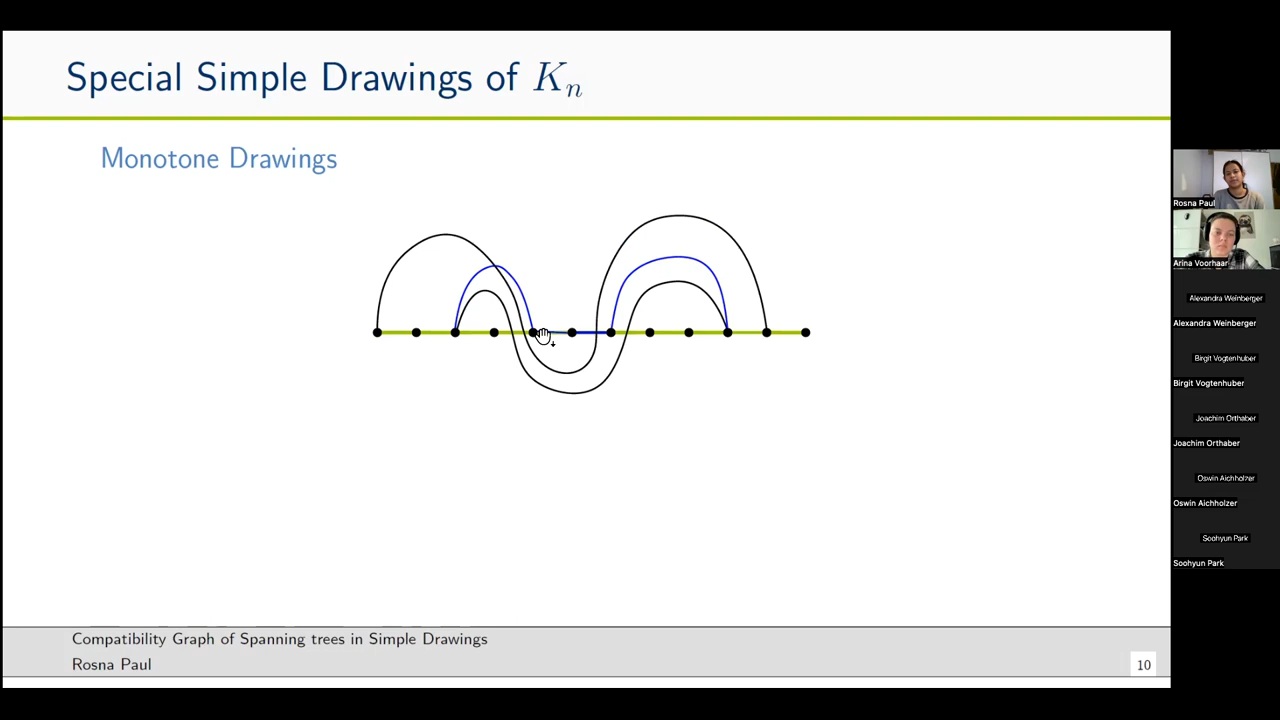 Special Simple Drawings of Kn
Monotone Drawings
Compatibility Graph of Spanning trees in Simple Drawings
Rosna Paul
10
Rosna Paul
Arina Voorhaar
Alexandra Weinberger
Alexandra Weinberger
Birgit Vogtenhuber
Birgit Vogtenhuber
Joachim Orthaber
Joachim Orthaber
Oswin Aichholzer
Oswin Aichholzer
Soohyun Park
Soohyun Park